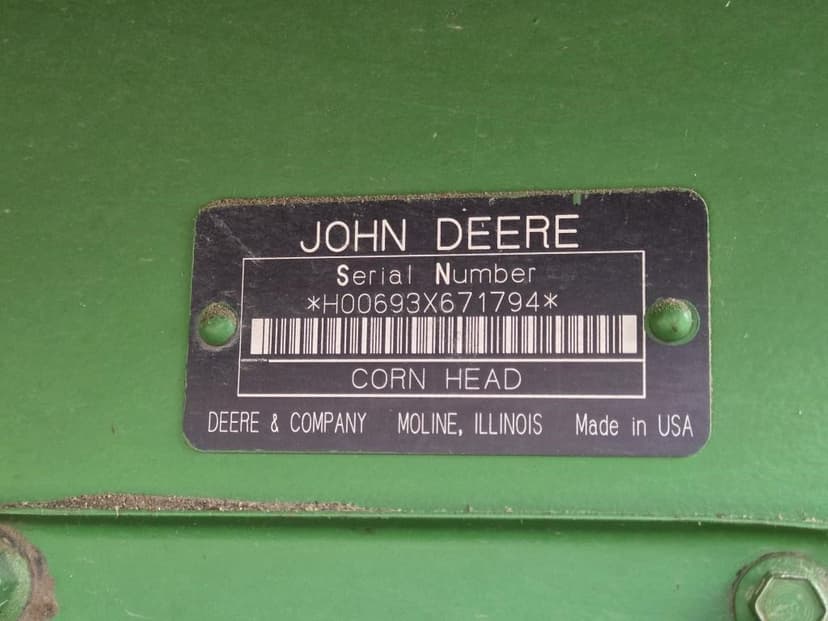 JOHN DEERE
Serial Number
*H00693X671794*
CORN HEAD
DEERE & COMPANY MOLINE, ILLINOIS Made in USA